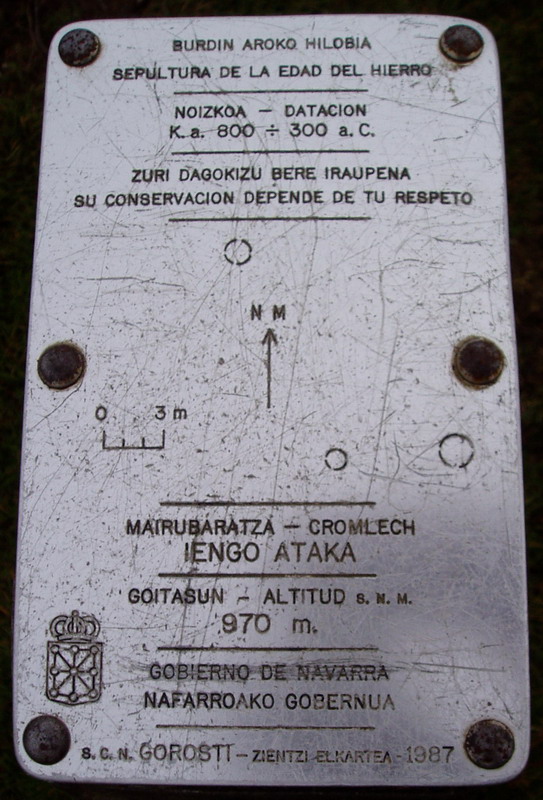 BURDIN AROKO HILOBIA
SEPULTURA DE LA EDAD DEL HIERRO
NOIZKOA — DATACION
K.a. 800 ÷ 300 a.C.
ZURI DAGOKIZU BERE IRAUPENA
SU CONSERVACION DEPENDE DE TU RESPETO
N M
0 3 m
MAIRUBARATZA — CROMLECH
IENGO ATAKA
GOITASUN - ALTITUD S. N. M.
970 m.
GOBIERNO DE NAVARRA
NAFARROAKO GOBERNUA
S. C. N. GOROSTI — ZIENTZI ELKARTEA - 1987